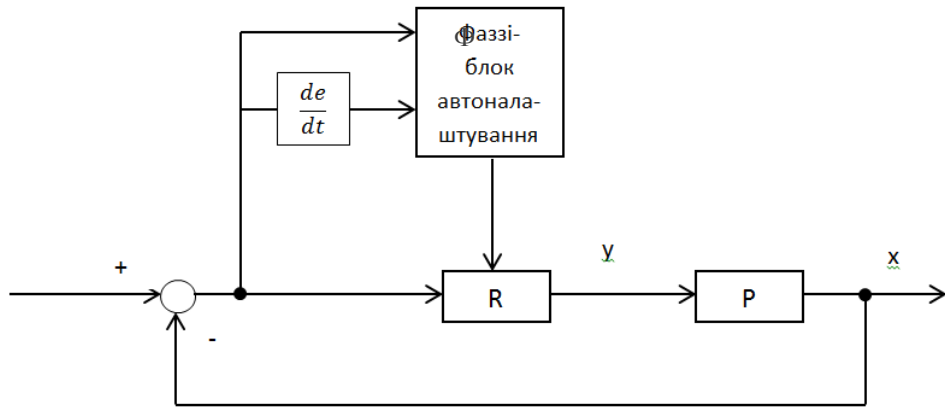 Фаззі-
блок
автонала-
штування
de
dt
+
-
R
y
P
x